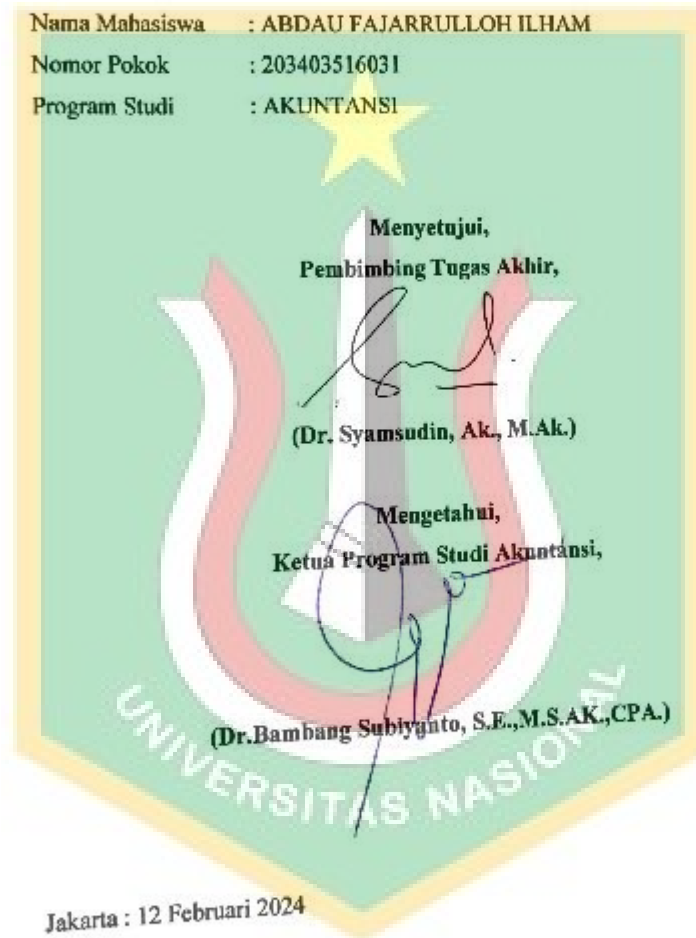 Nama Mahasiswa : ABDAU FAJARRULLOH ILHAM
Nomor Pokok : 203403516031
Program Studi : AKUNTANSI
Menyetujui,
Pembimbing Tugas Akhir,
(Dr. Syamsudin, Ak., M.Ak.)
Mengetahui,
Ketua Program Studi Akuntansi,
(Dr.Bambang Subiyanto, S.E.,M.S.AK.,CPA.)
UNIVERSITAS NASIONAL
Jakarta : 12 Februari 2024